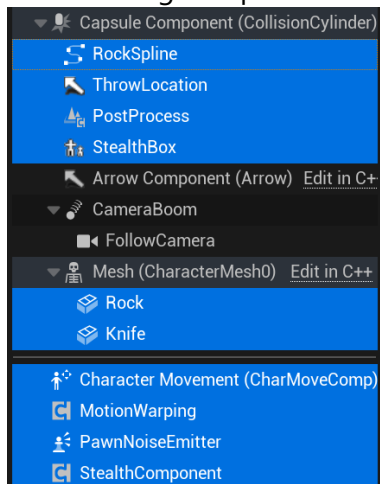 Capsule Component (CollisionCylinder)
RockSpline
ThrowLocation
PostProcess
StealthBox
Arrow Component (Arrow) Edit in C+
CameraBoom
FollowCamera
Mesh (CharacterMesh0) Edit in C++
Rock
Knife
Character Movement (CharMoveComp)
MotionWarping
PawnNoiseEmitter
StealthComponent